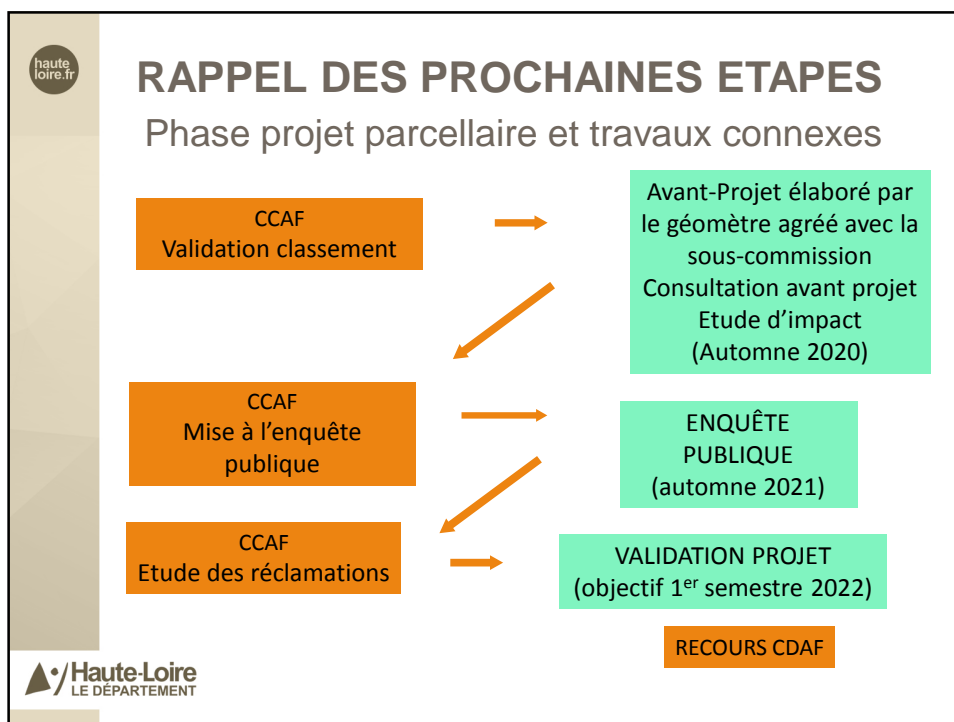 haute
loire.fr
RAPPEL DES PROCHAINES ETAPES
Phase projet parcellaire et travaux connexes
CCAF
Validation classement
Avant-Projet élaboré par
le géomètre agréé avec la
sous-commission
Consultation avant projet
Etude d’impact
(Automne 2020)
CCAF
Mise à l’enquête
publique
ENQUÊTE
PUBLIQUE
(automne 2021)
CCAF
Etude des réclamations
VALIDATION PROJET
(objectif 1er semestre 2022)
RECOURS CDAF
Haute-Loire
LE DÉPARTEMENT